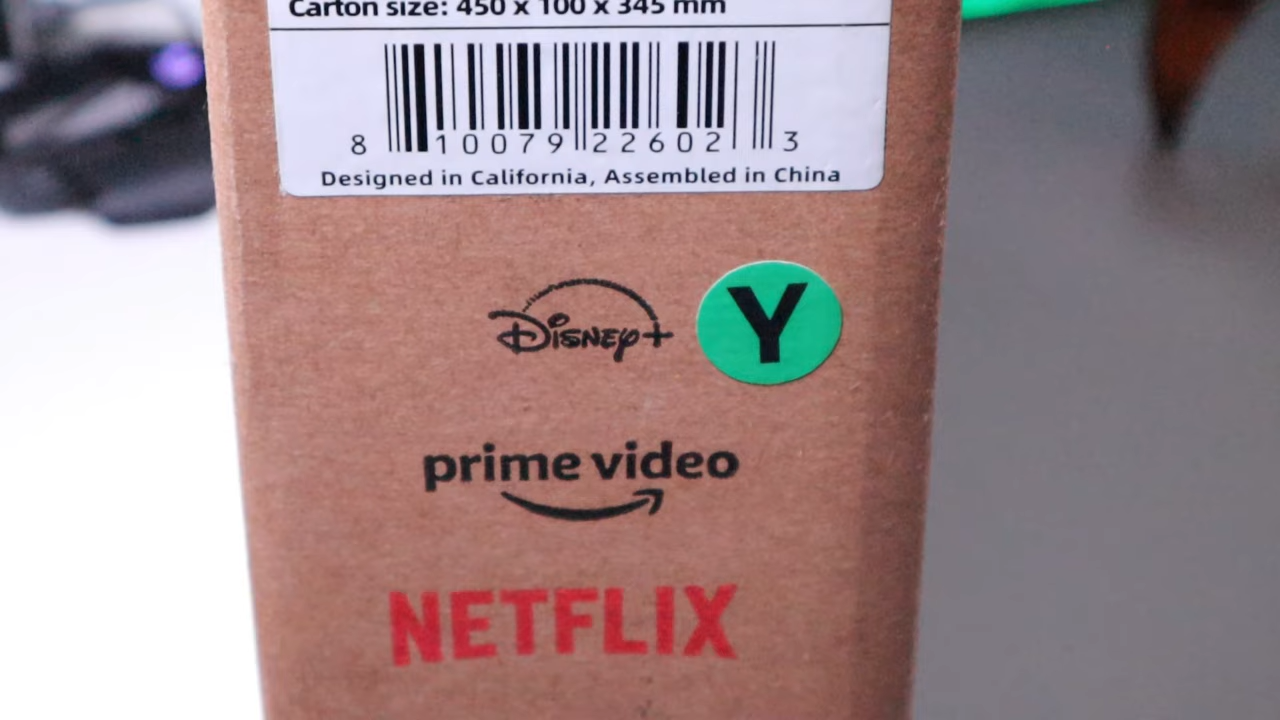 Carton size: 450 x 100 x 345 mm
8 10079 22602 3
Designed in California, Assembled in China
Disney+
Y
prime video
NETFLIX